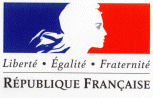 Liberté • Égalité • Fraternité
RÉPUBLIQUE FRANÇAISE